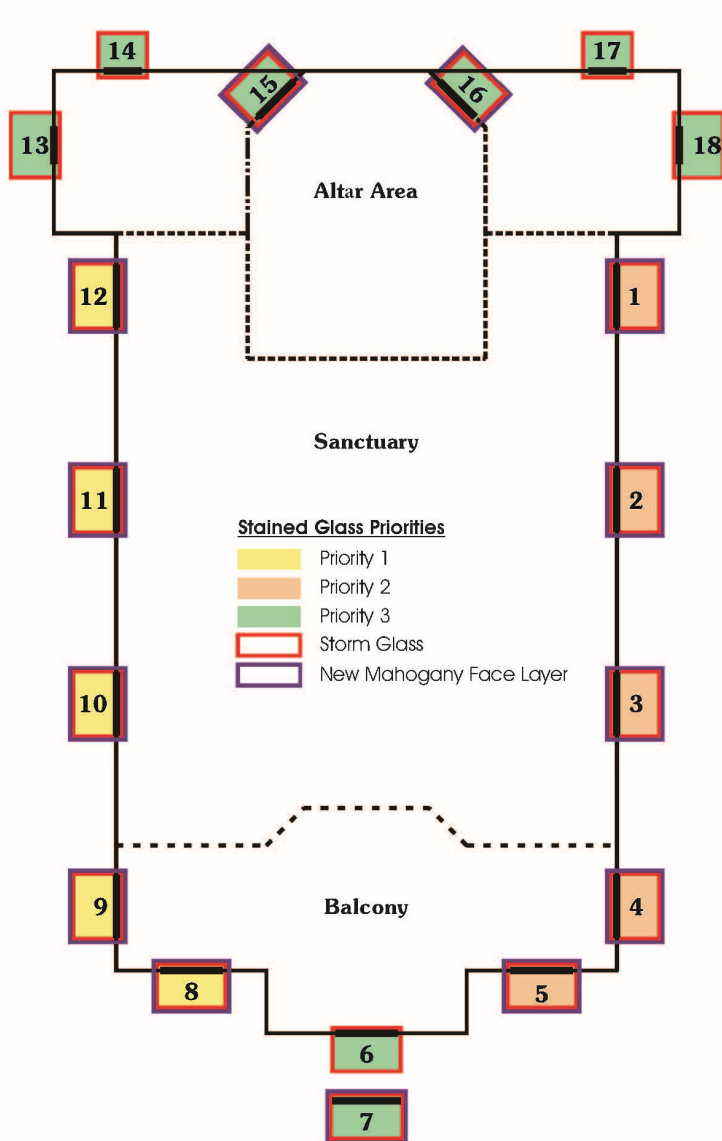 14
15
16
17
13
18
Altar Area
12
1
Sanctuary
11
2
Stained Glass Priorities
Priority 1
Priority 2
Priority 3
Storm Glass
New Mahogany Face Layer
10
3
9
Balcony
4
8
5
6
7